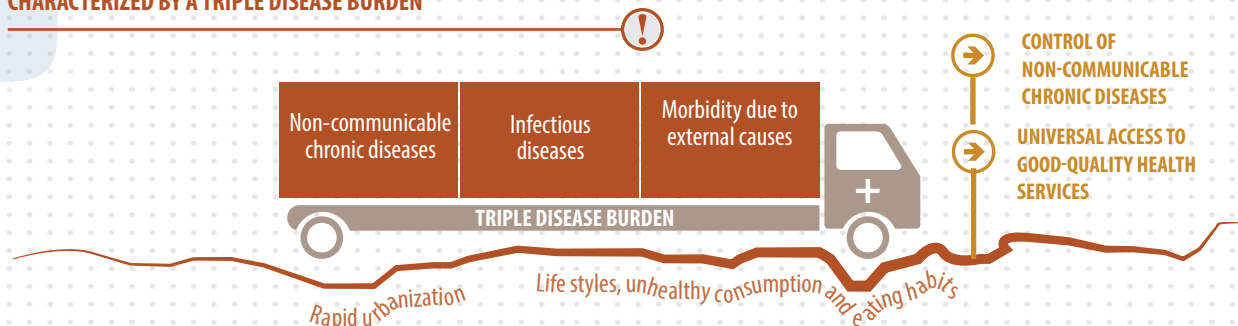 CHARACTERIZED BY A TRIPLE DISEASE BURDEN
!
CONTROL OF
NON-COMMUNICABLE
CHRONIC DISEASES
UNIVERSAL ACCESS TO
GOOD-QUALITY HEALTH
SERVICES
Non-communicable
chronic diseases
Infectious
diseases
Morbidity due to
external causes
TRIPLE DISEASE BURDEN
Rapid urbanization
Life styles, unhealthy consumption and eating habits